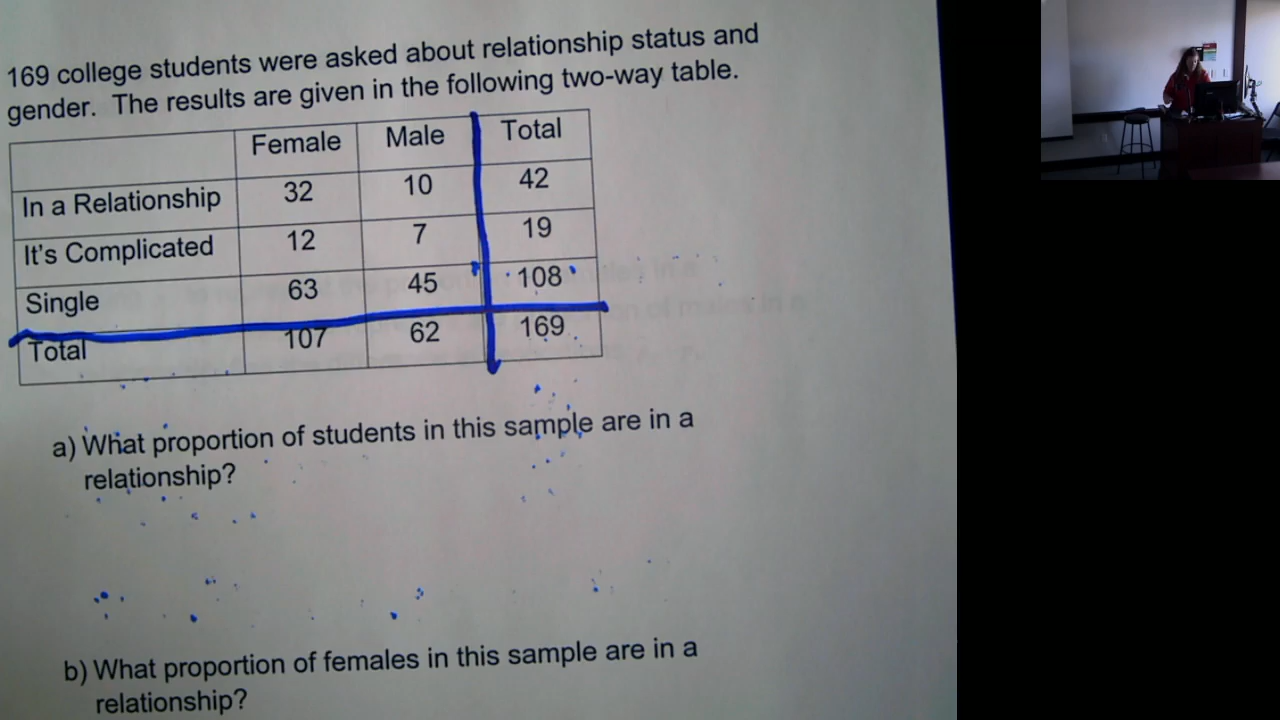 169 college students were asked about relationship status and
gender. The results are given in the following two-way table.
Female Male Total
In a Relationship 32 10 42
It's Complicated 12 7 19
Single 63 45 108
Total 107 62 169
a) What proportion of students in this sample are in a
relationship?
b) What proportion of females in this sample are in a
relationship?